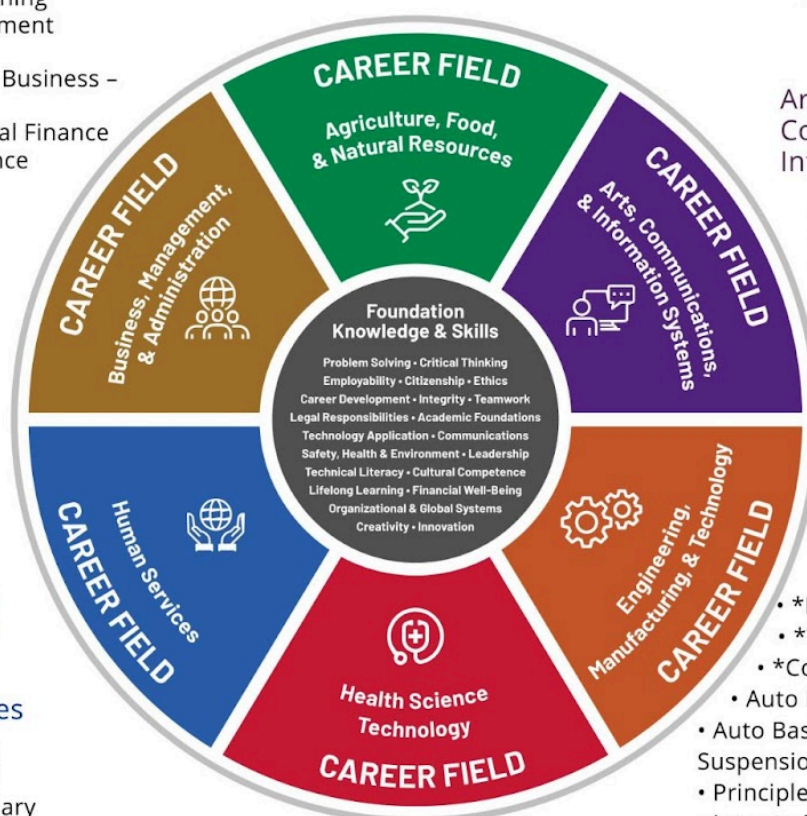 ment
Business –
al Finance
CAREER FIELD
Agriculture, Food,
& Natural Resources
CAREER FIELD
Arts, Communications,
& Information Systems
CAREER FIELD
Engineering,
Manufacturing, & Technology
CAREER FIELD
Health Science
Technology
CAREER FIELD
Human Services
CAREER FIELD
Business, Management,
& Administration
Foundation
Knowledge & Skills
Problem Solving • Critical Thinking
Employability • Citizenship • Ethics
Career Development • Integrity • Teamwork
Legal Responsibilities • Academic Foundations
Technology Application • Communications
Safety, Health & Environment • Leadership
Technical Literacy • Cultural Competence
Lifelong Learning • Financial Well-Being
Organizational & Global Systems
Creativity • Innovation
es
ary
Ar
Co
In
• *
• *Co
• Auto
• Auto Bas
Suspensio
• Principle